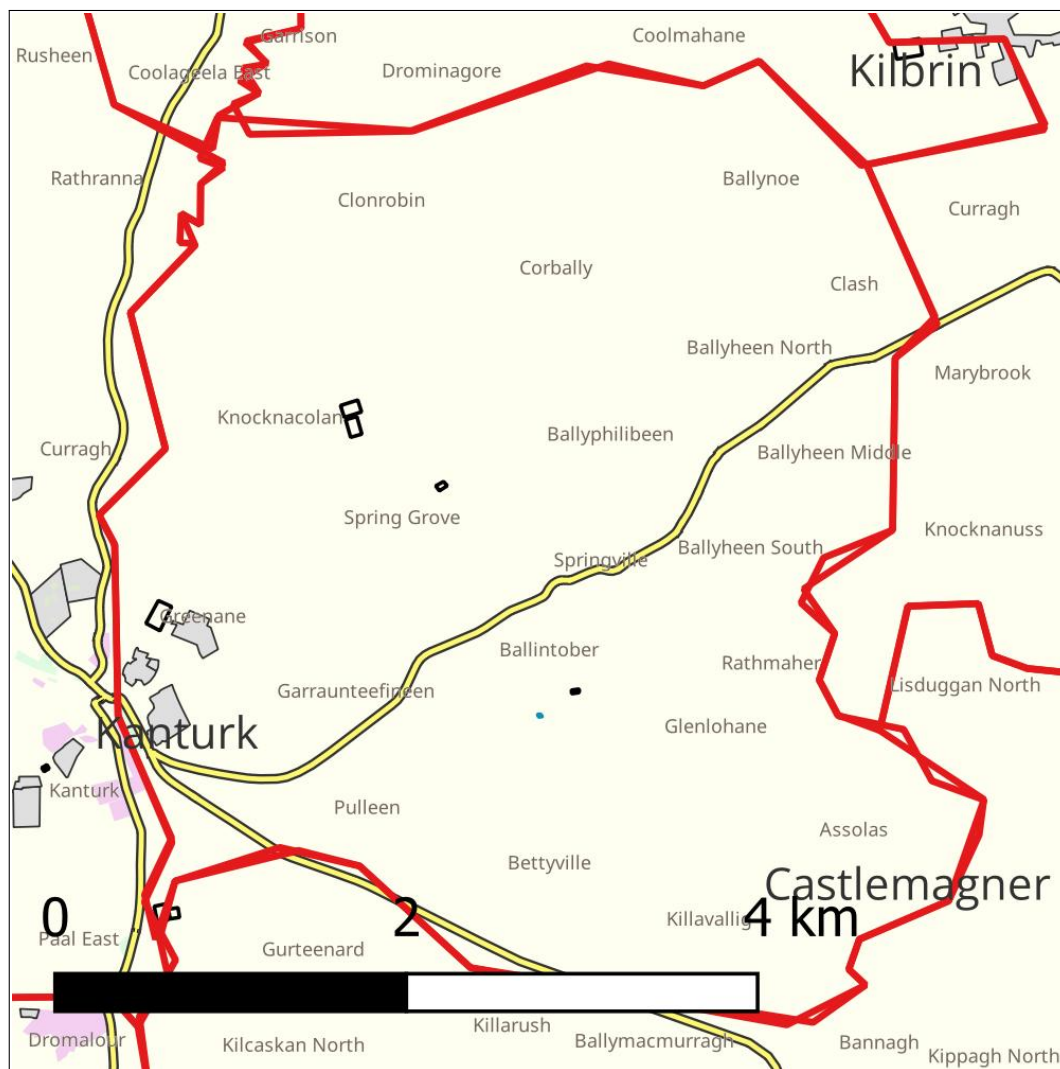 Garrison
Coolmahane
Rusheen
Coolageela East
Drominagore
Kilbrin
Rathranna
Ballynoe
Clonrobin
Curragh
Corbally
Clash
Ballyheen North
Marybrook
Knocknacolan
Ballyphilibeen
Curragh
Ballyheen Middle
Spring Grove
Knocknanuss
Ballyheen South
Springville
Greenane
Ballintober
Rathmaher
Lisduggan North
Garraunteefineen
Glenlohane
Kanturk
Kanturk
Pulleen
Assolas
Bettyville
Castlemagner
0 2 4 km
Killavallig
Paal East
Gurteenard
Killarush
Dromalour
Kilcaskan North
Ballymacmurragh
Bannagh
Kippagh North